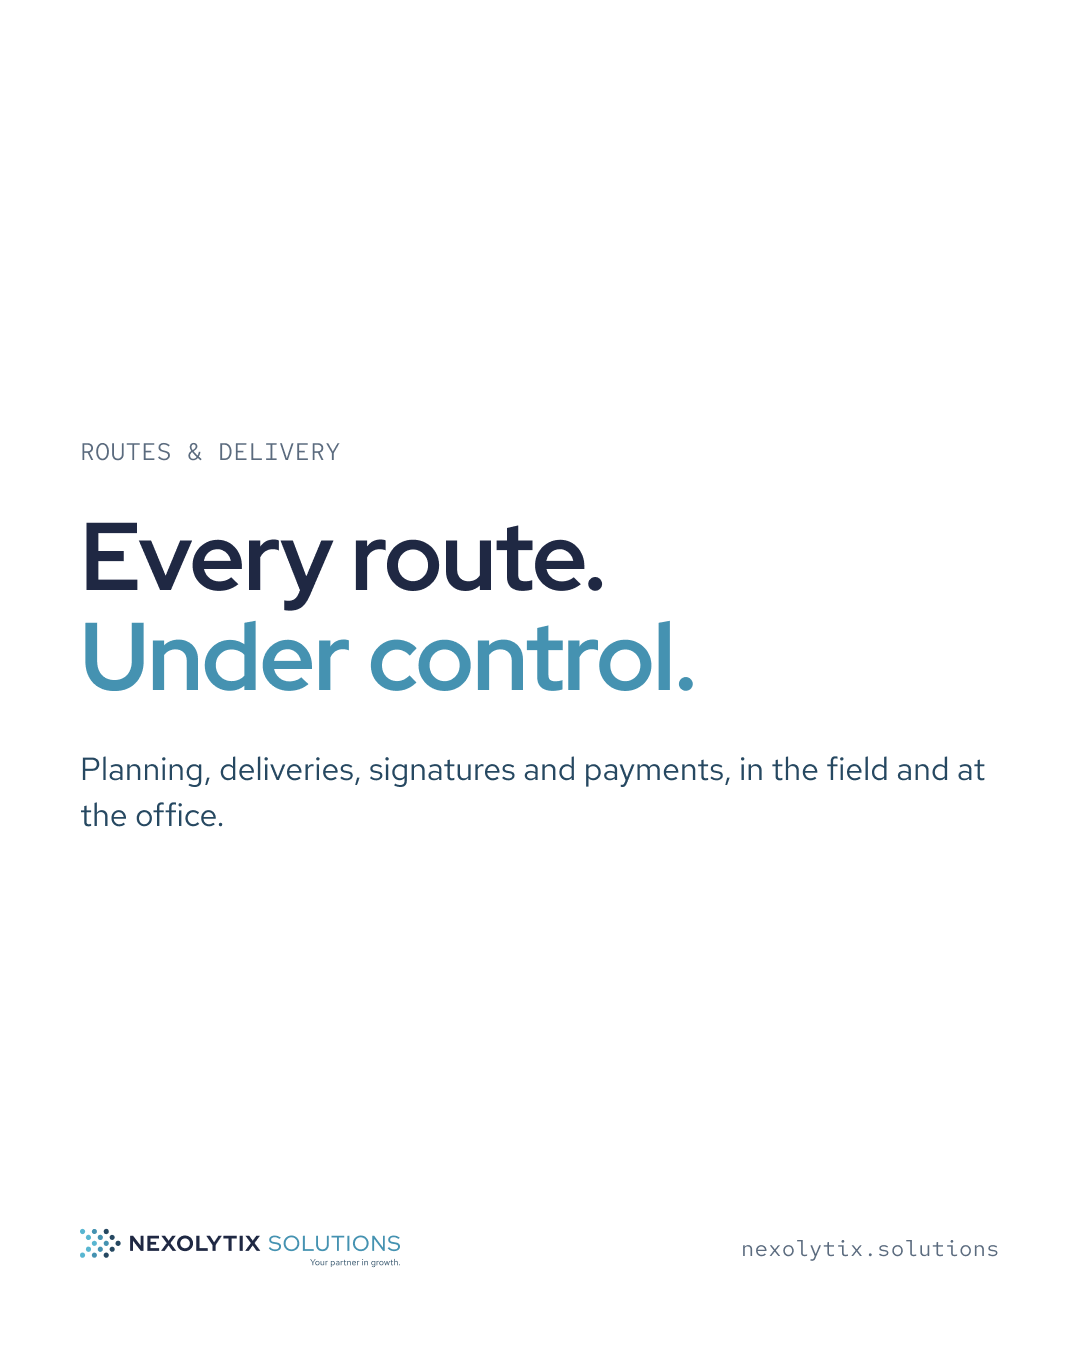 ROUTES & DELIVERY
Every route.
Under control.
Planning, deliveries, signatures and payments, in the field and at
the office.
NEXOLYTIX SOLUTIONS
Your partner in growth.
nexolytix.solutions